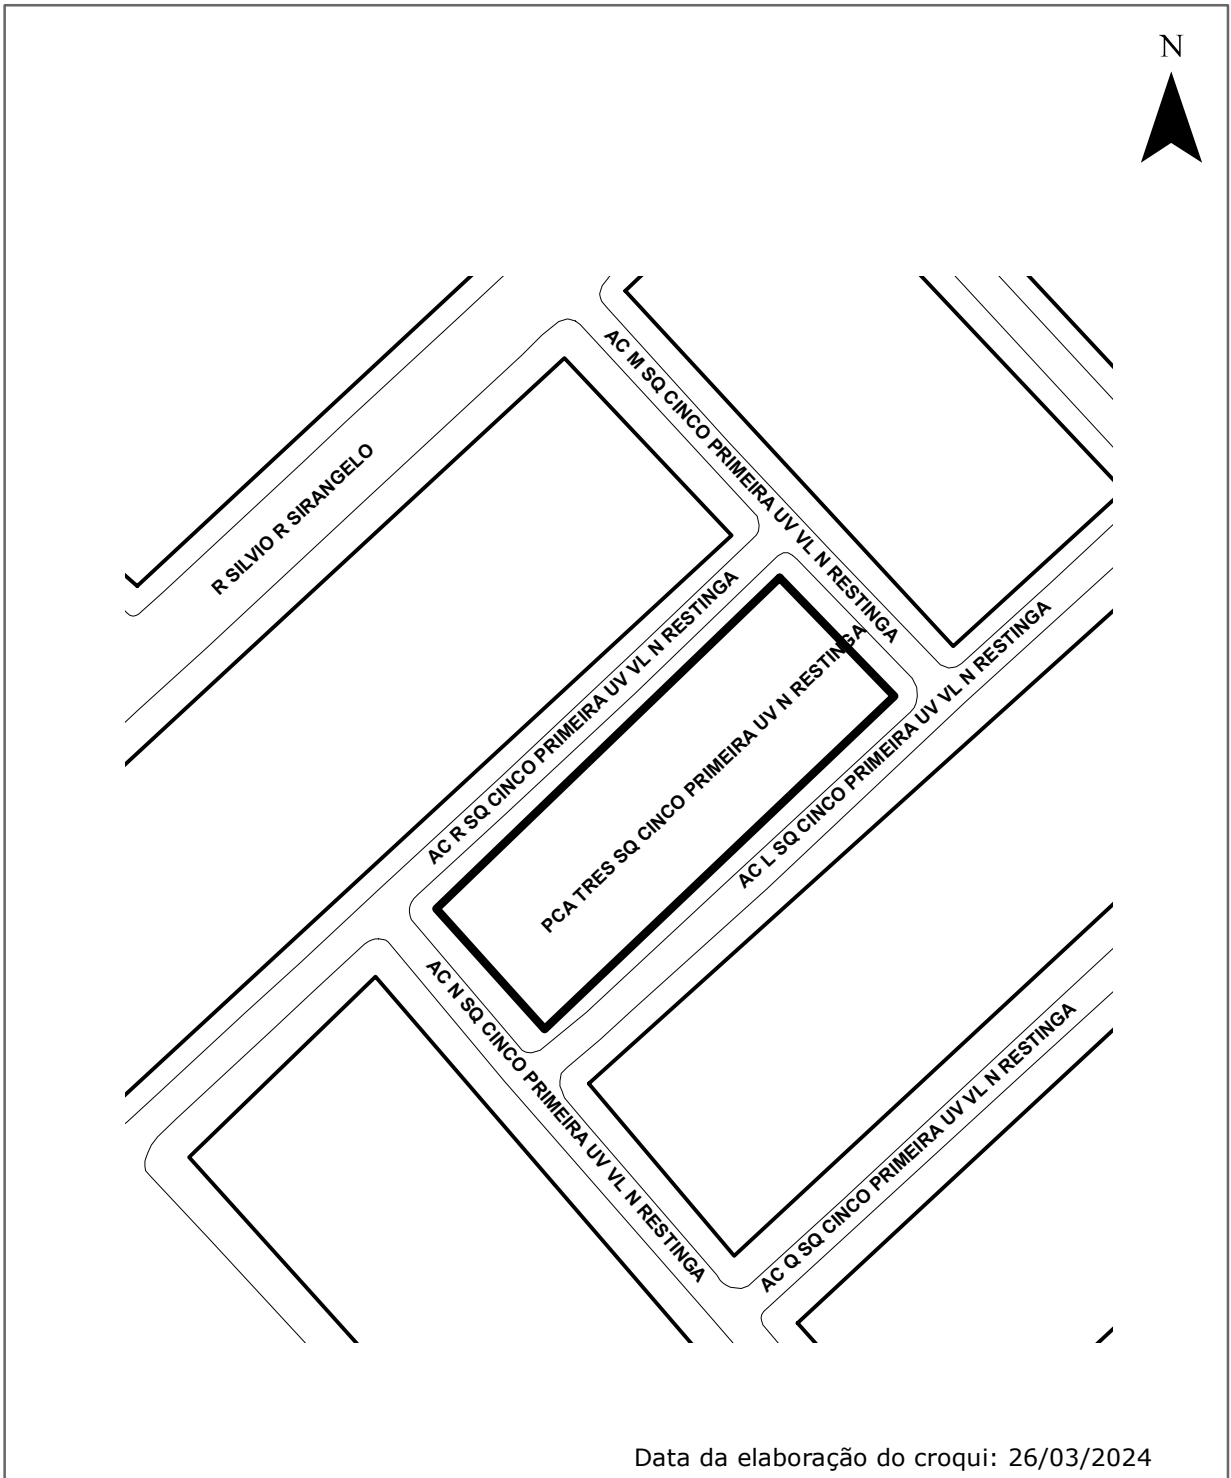 N
AC M SQ CINCO PRIMEIRA UV VL N RESTINGA
R SILVIO R SIRANGELO
AC R SQ CINCO PRIMEIRA UV VL N RESTINGA
PCA TRES SQ CINCO PRIMEIRA UV N RESTINGA
AC L SQ CINCO PRIMEIRA UV VL N RESTINGA
AC N SQ CINCO PRIMEIRA UV VL N RESTINGA
AC Q SQ CINCO PRIMEIRA UV VL N RESTINGA
Data da elaboração do croqui: 26/03/2024